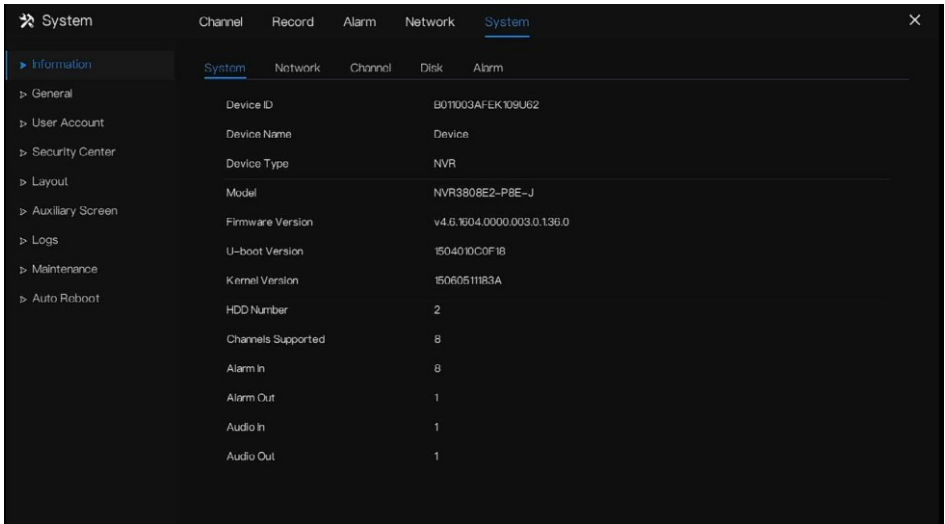 System Channel Record Alarm Network System
Information
General
User Account
Security Center
Layout
Auxiliary Screen
Logs
Maintenance
Auto Reboot
System Network Channel Disk Alarm
Device ID B011003AFEK109U62
Device Name Device
Device Type NVR
Model NVR3808E2-P8E-J
Firmware Version v4.6.1604.0000.003.0.1.36.0
U-boot Version 1504010C0F18
Kernel Version 15060511183A
HDD Number 2
Channels Supported 8
Alarm In 8
Alarm Out 1
Audio In 1
Audio Out 1